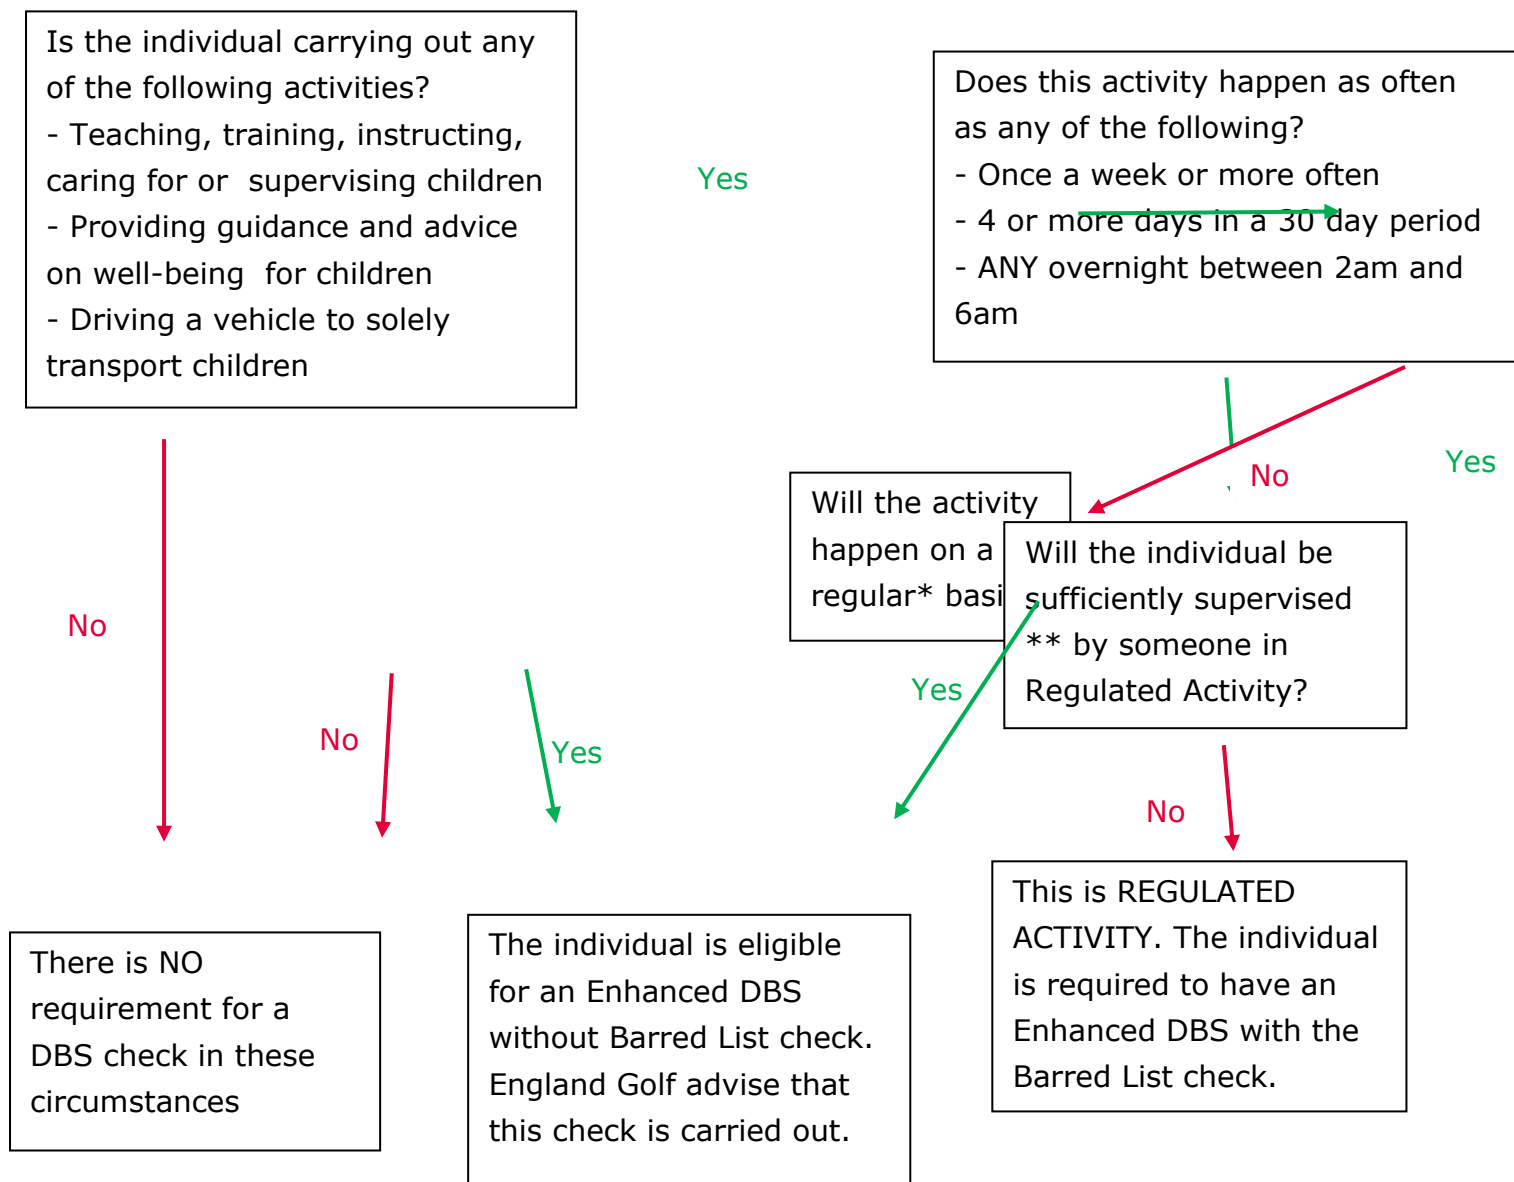 Is the individual carrying out any
of the following activities?
- Teaching, training, instructing,
caring for or supervising children
- Providing guidance and advice
on well-being for children
- Driving a vehicle to solely
transport children
Yes
Does this activity happen as often
as any of the following?
- Once a week or more often
- 4 or more days in a 30 day period
- ANY overnight between 2am and
6am
No
Yes
Will the activity
happen on a
regular* basi
Will the individual be
sufficiently supervised
** by someone in
Regulated Activity?
No
No
Yes
Yes
No
There is NO
requirement for a
DBS check in these
circumstances
The individual is eligible
for an Enhanced DBS
without Barred List check.
England Golf advise that
this check is carried out.
This is REGULATED
ACTIVITY. The individual
is required to have an
Enhanced DBS with the
Barred List check.